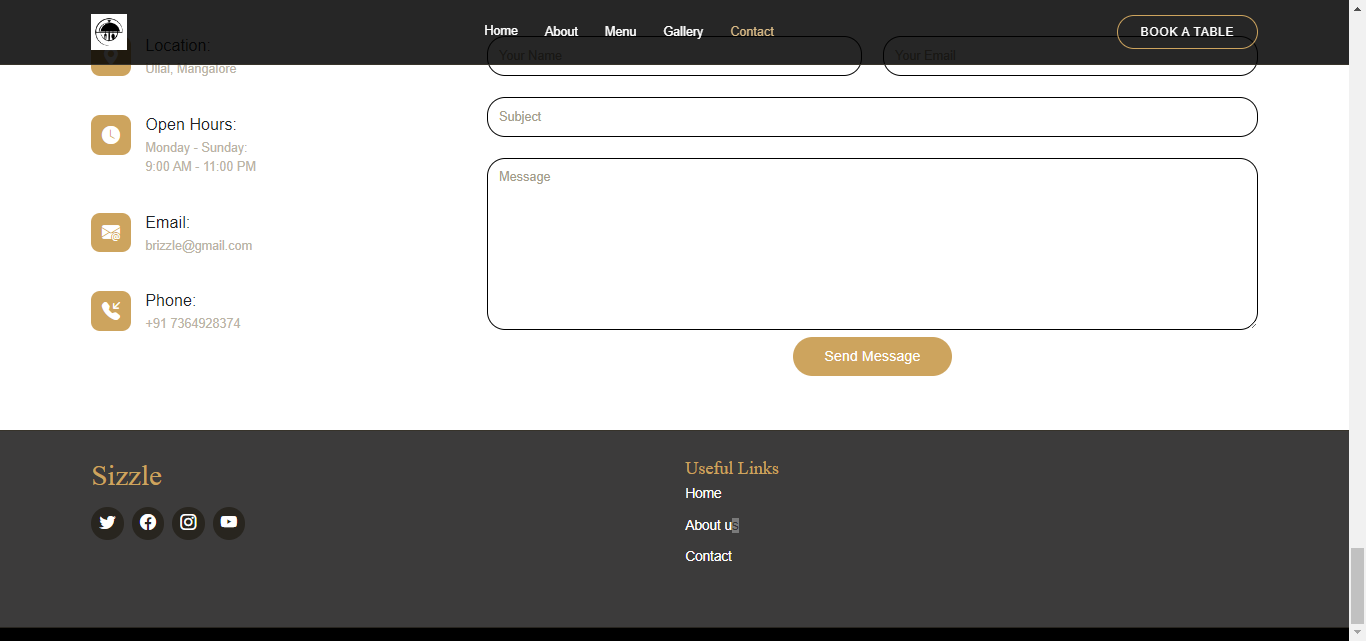 Home About Menu Gallery Contact BOOK A TABLE
Location:
Ullal, Mangalore
Your Name
Your Email
Subject
Open Hours:
Monday - Sunday:
9:00 AM - 11:00 PM
Message
Email:
brizzle@gmail.com
Phone:
+91 7364928374
Send Message
Sizzle
Useful Links
Home
About us
Contact